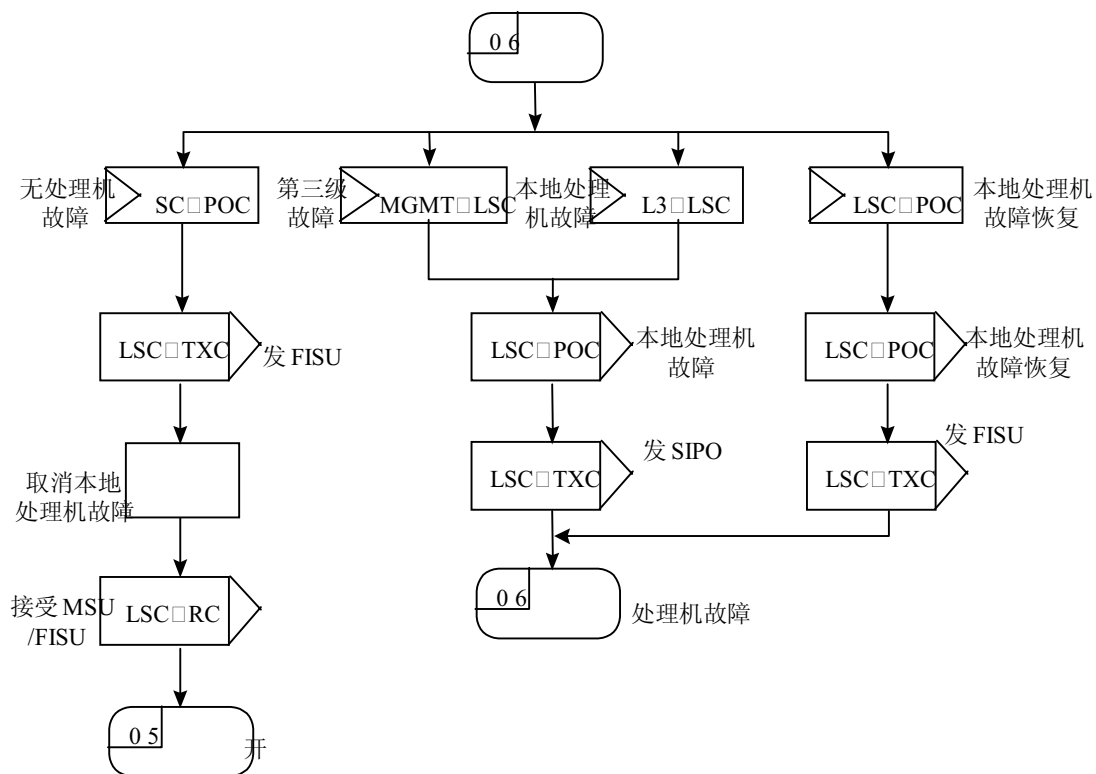 0 6
无处理机
故障
SC□POC
第三级
故障
MGMT□LSC
本地处理
机故障
L3□LSC
LSC□POC
本地处理机
故障恢复
LSC□TXC
发 FISU
LSC□POC
本地处理机
故障
LSC□POC
本地处理机
故障恢复
取消本地
处理机故障
LSC□TXC
发 SIPO
LSC□TXC
发 FISU
接受 MSU
/FISU
LSC□RC
0 6
处理机故障
0 5
开